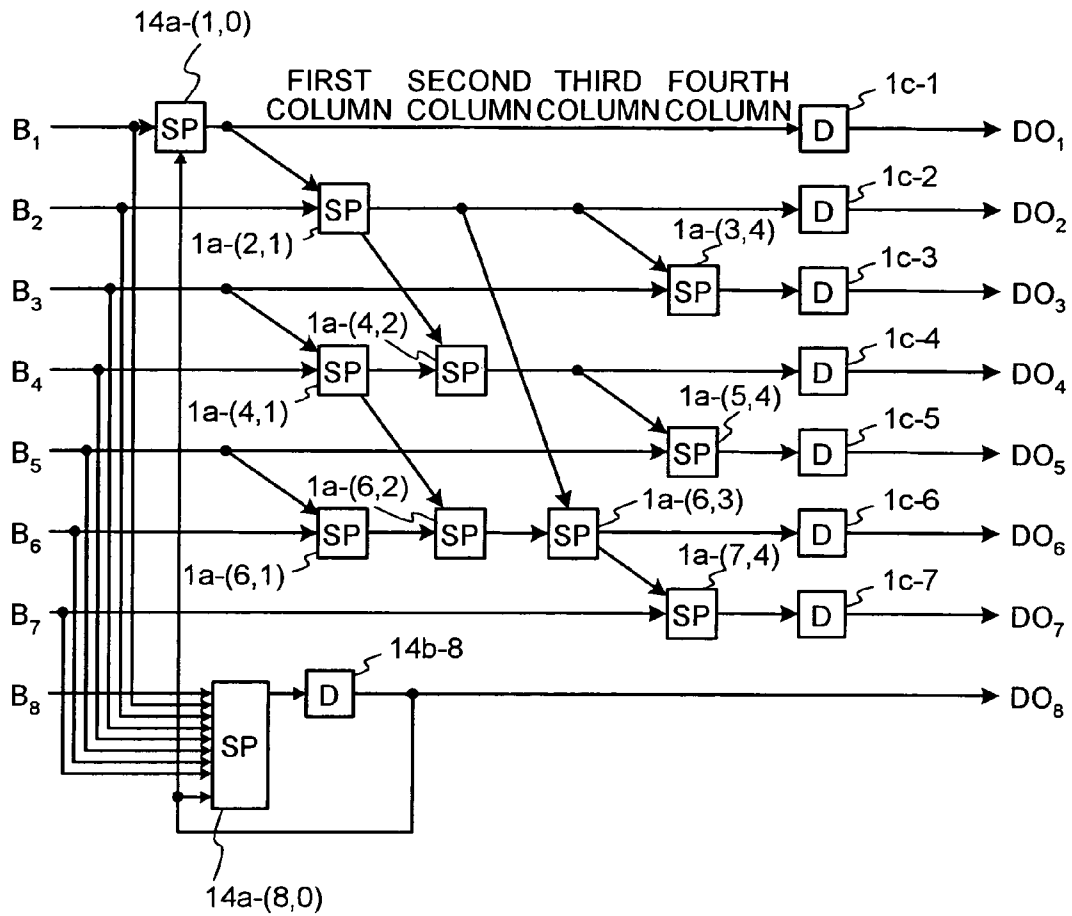 14a-(1,0)
FIRST COLUMN
SECOND COLUMN
THIRD COLUMN
FOURTH COLUMN
1c-1
B₁
SP
D
DO₁
1c-2
B₂
SP
D
DO₂
1a-(2,1)
1a-(3,4)
1c-3
B₃
SP
D
DO₃
1a-(4,2)
1c-4
B₄
SP
SP
D
DO₄
1a-(4,1)
1a-(5,4)
1c-5
B₅
SP
D
DO₅
1a-(6,2)
1a-(6,3)
1c-6
B₆
SP
SP
SP
D
DO₆
1a-(6,1)
1a-(7,4)
1c-7
B₇
SP
D
DO₇
14b-8
B₈
SP
D
DO₈
14a-(8,0)